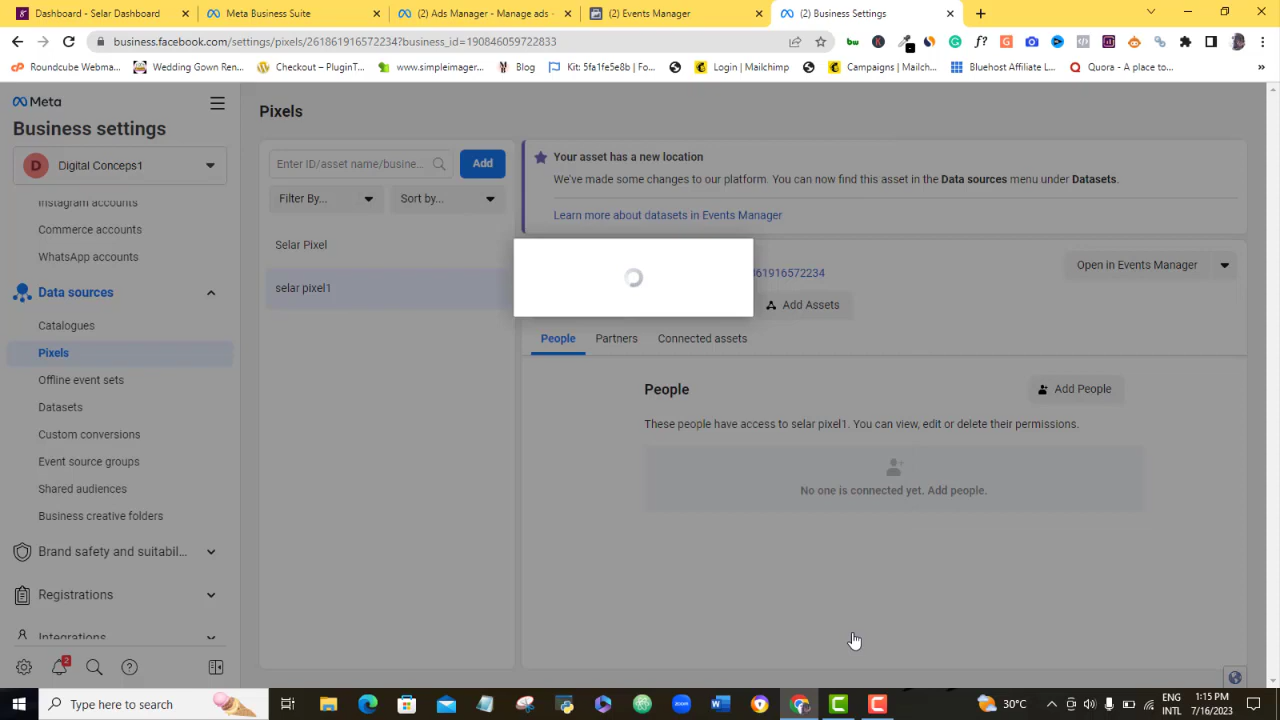 Dashboard - Selar Dashboard
Meta Business Suite
(2) Ads Manager - Manage ads -
(2) Events Manager
(2) Business Settings
business.facebook.com/settings/pixels/261861916572234?business_id=190846059722833
Roundcube Webma...
Wedding Gown Ren...
Checkout – PluginT...
www.simpleimager...
Blog
Kit: 5fa1fe5e8b | Fo...
Login | Mailchimp
Campaigns | Mailch...
Bluehost Affiliate L...
Quora - A place to...
Meta
Business settings
D Digital Conceps1
Instagram accounts
Commerce accounts
WhatsApp accounts
Data sources
Catalogues
Pixels
Offline event sets
Datasets
Custom conversions
Event source groups
Shared audiences
Business creative folders
Brand safety and suitabil...
Registrations
Integrations
2
Pixels
Enter ID/asset name/busine...
Add
Filter By...
Sort by...
Selar Pixel
selar pixel1
Your asset has a new location
We've made some changes to our platform. You can now find this asset in the Data sources menu under Datasets.
Learn more about datasets in Events Manager
61916572234
Open in Events Manager
Add Assets
People
Partners
Connected assets
People
Add People
These people have access to selar pixel1. You can view, edit or delete their permissions.
No one is connected yet. Add people.
Type here to search
30°C
ENG
INTL
1:15 PM
7/16/2023